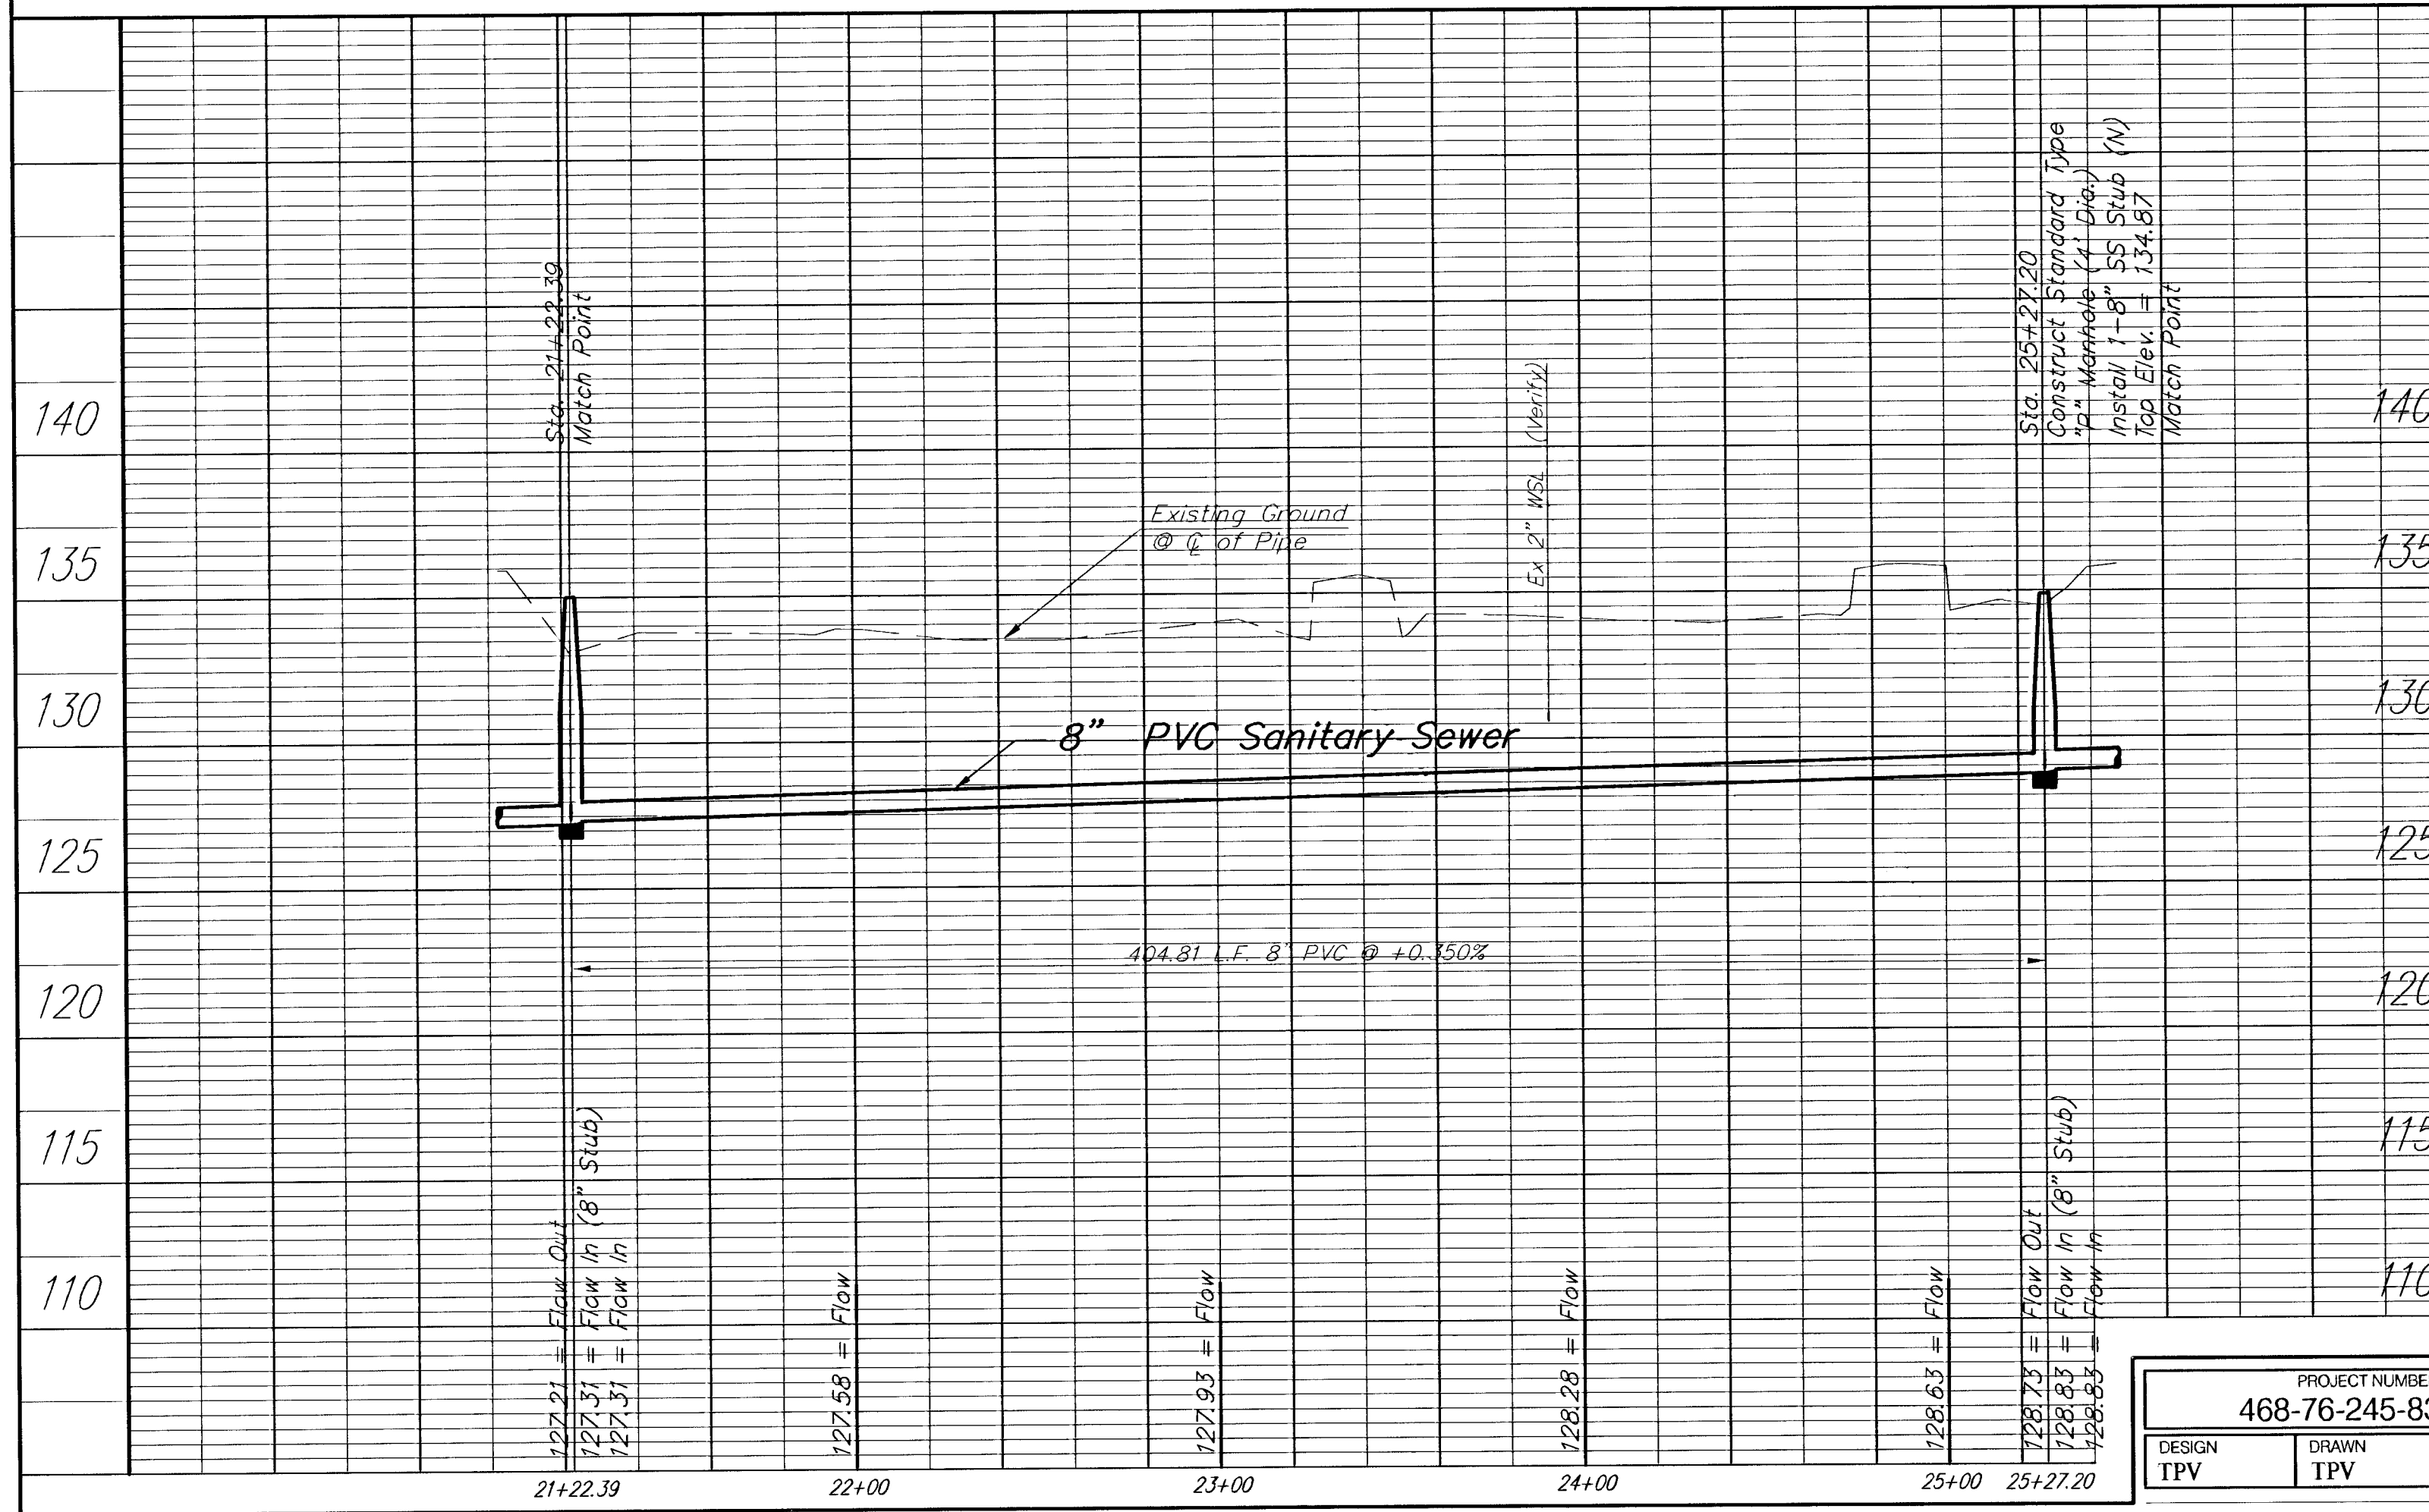 Sta. 21+22.39
Match Point
Sta. 25+27.20
Construct Standard Type
"P" Manhole (4' Dia.)
Install 1-8" SS Stub (N)
Top Elev. = 134.87
Match Point
Ex 2" WSL (Verify)
Existing Ground
@ ℄ of Pipe
8" PVC Sanitary Sewer
404.81 L.F. 8" PVC @ +0.350%
140
135
130
125
120
115
110
127.21 = Flow Out
127.31 = Flow In (8" Stub)
127.31 = Flow In
127.58 = Flow
127.93 = Flow
128.28 = Flow
128.63 = Flow
128.73 = Flow Out
128.83 = Flow In (8" Stub)
128.83 = Flow In
21+22.39
22+00
23+00
24+00
25+00
25+27.20
PROJECT NUMBE
468-76-245-83
DESIGN
TPV
DRAWN
TPV